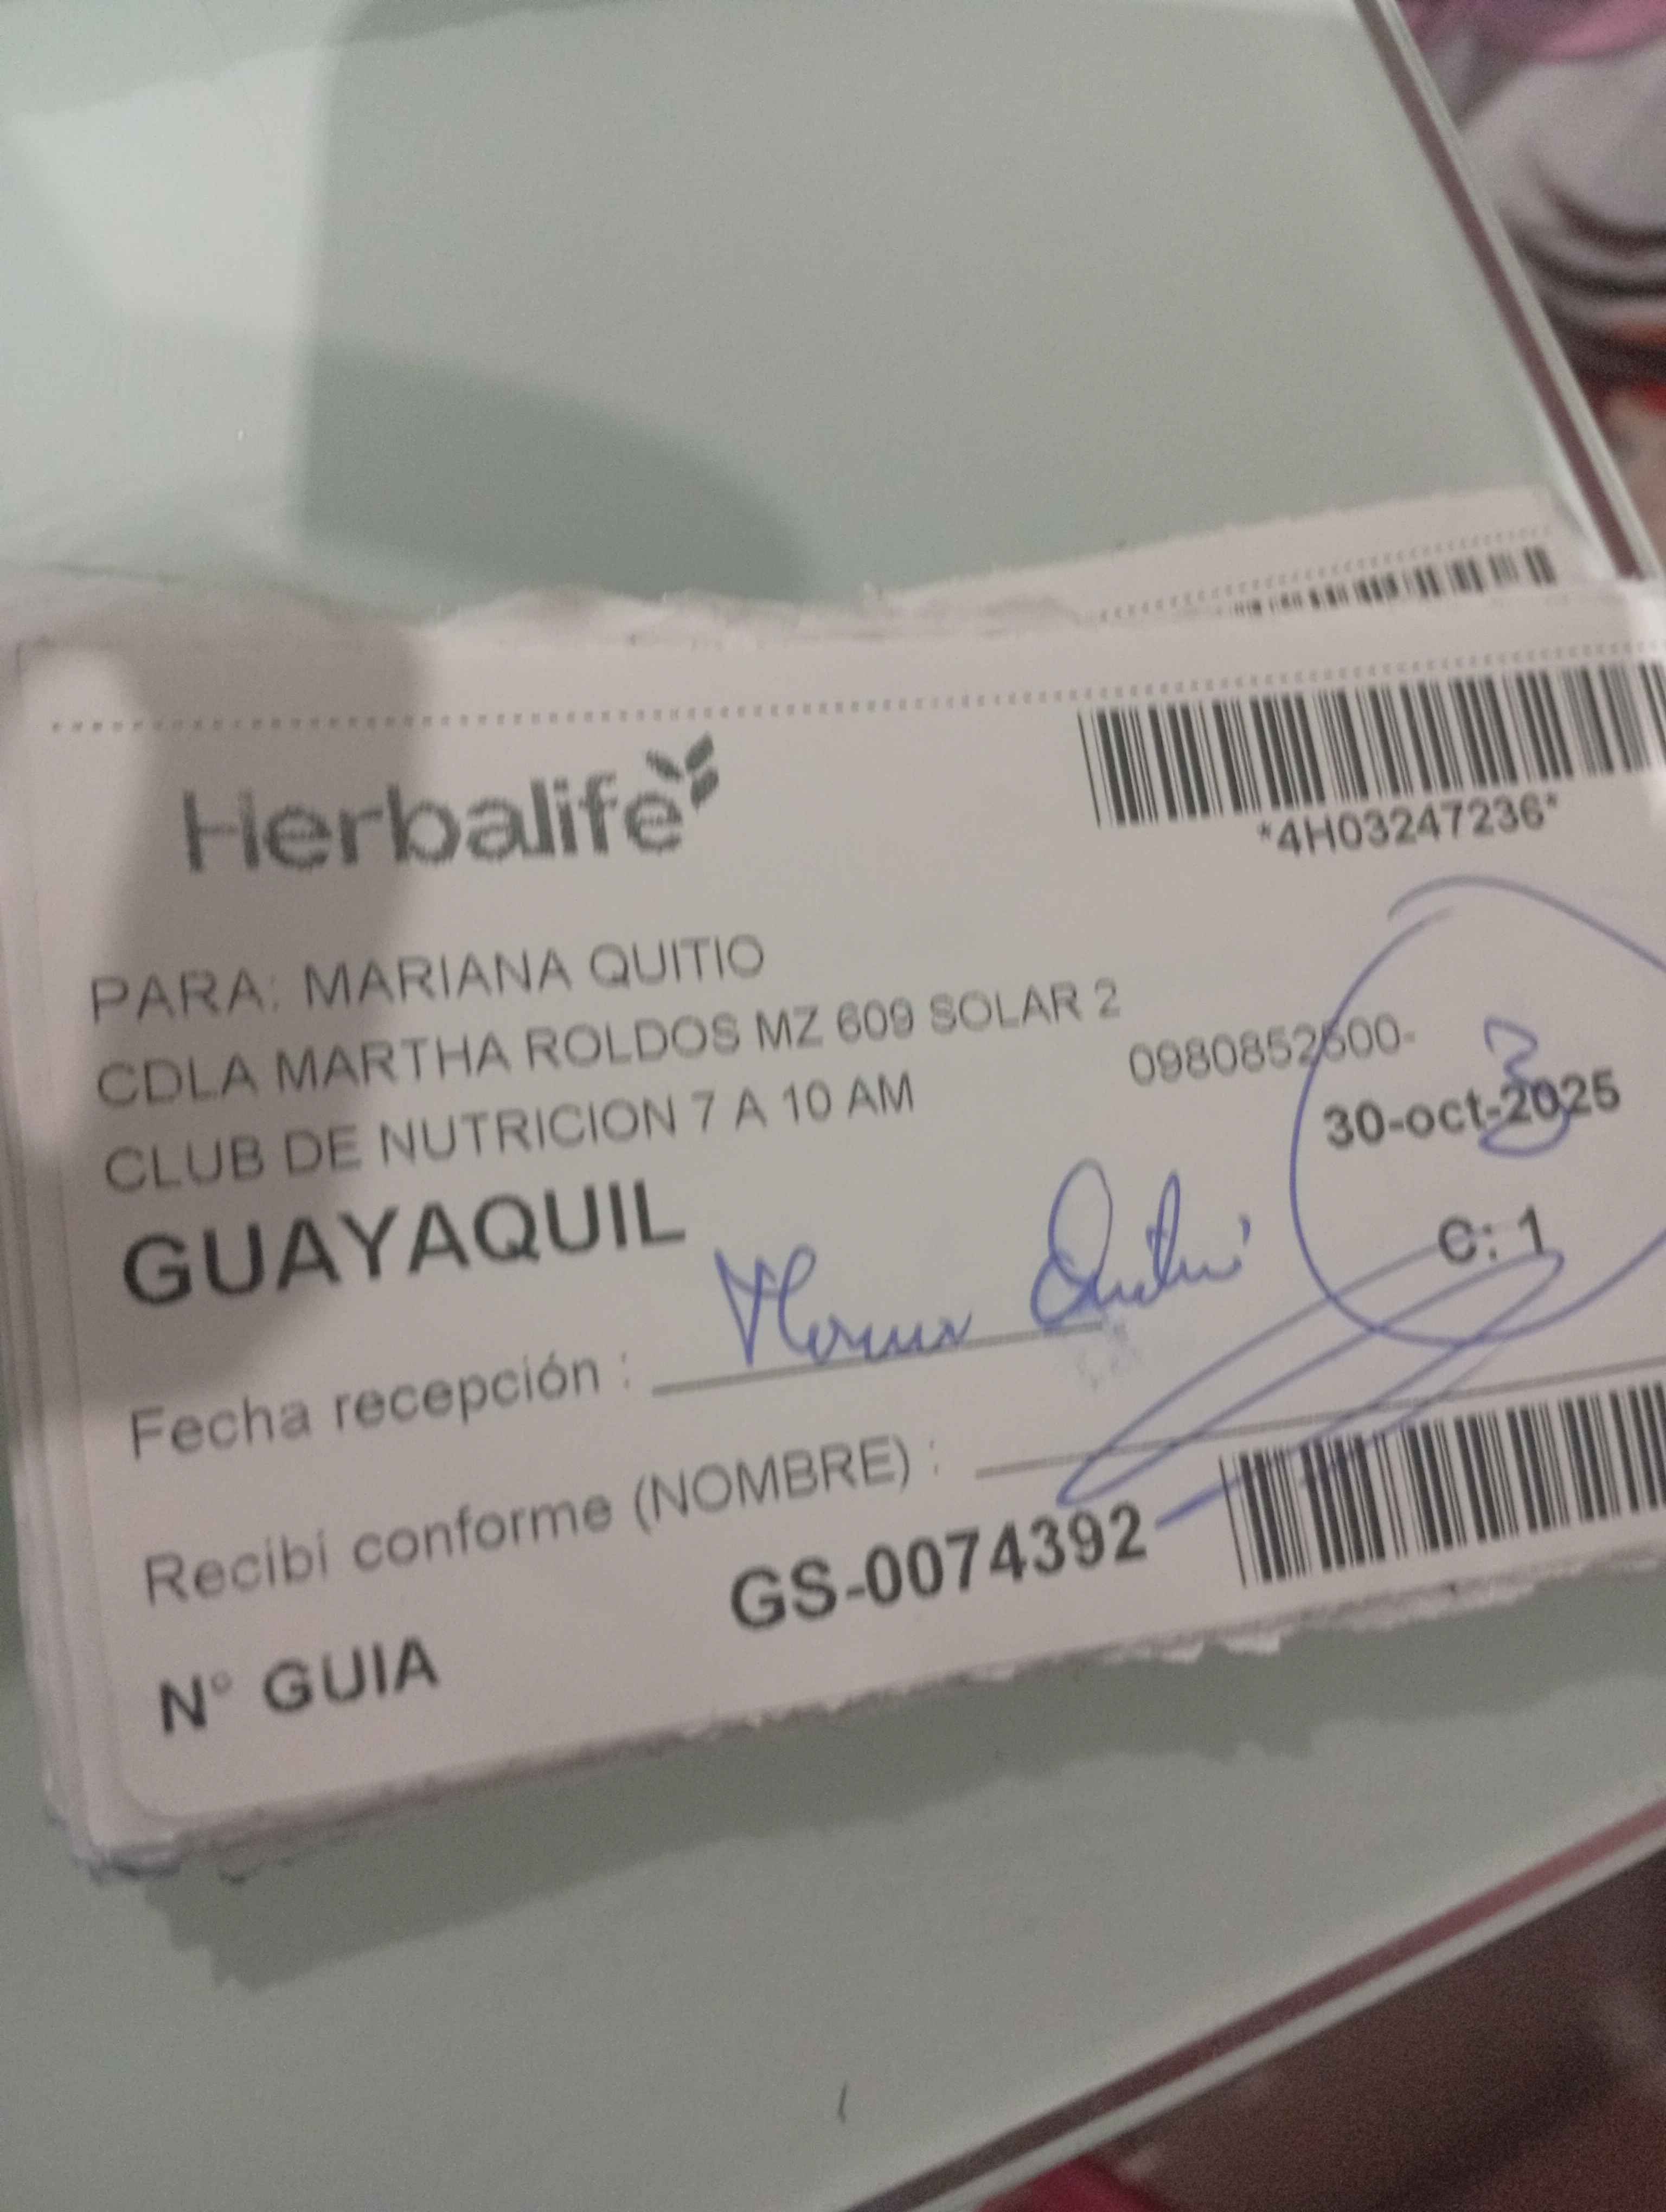 Herbalife
*4H03247236*
PARA: MARIANA QUITIO
CDLA MARTHA ROLDOS MZ 609 SOLAR 2
0980852500-
CLUB DE NUTRICION 7 A 10 AM
30-oct-2025
3
GUAYAQUIL
C: 1
Fecha recepción :
Recibí conforme (NOMBRE) :
N° GUIA GS-0074392